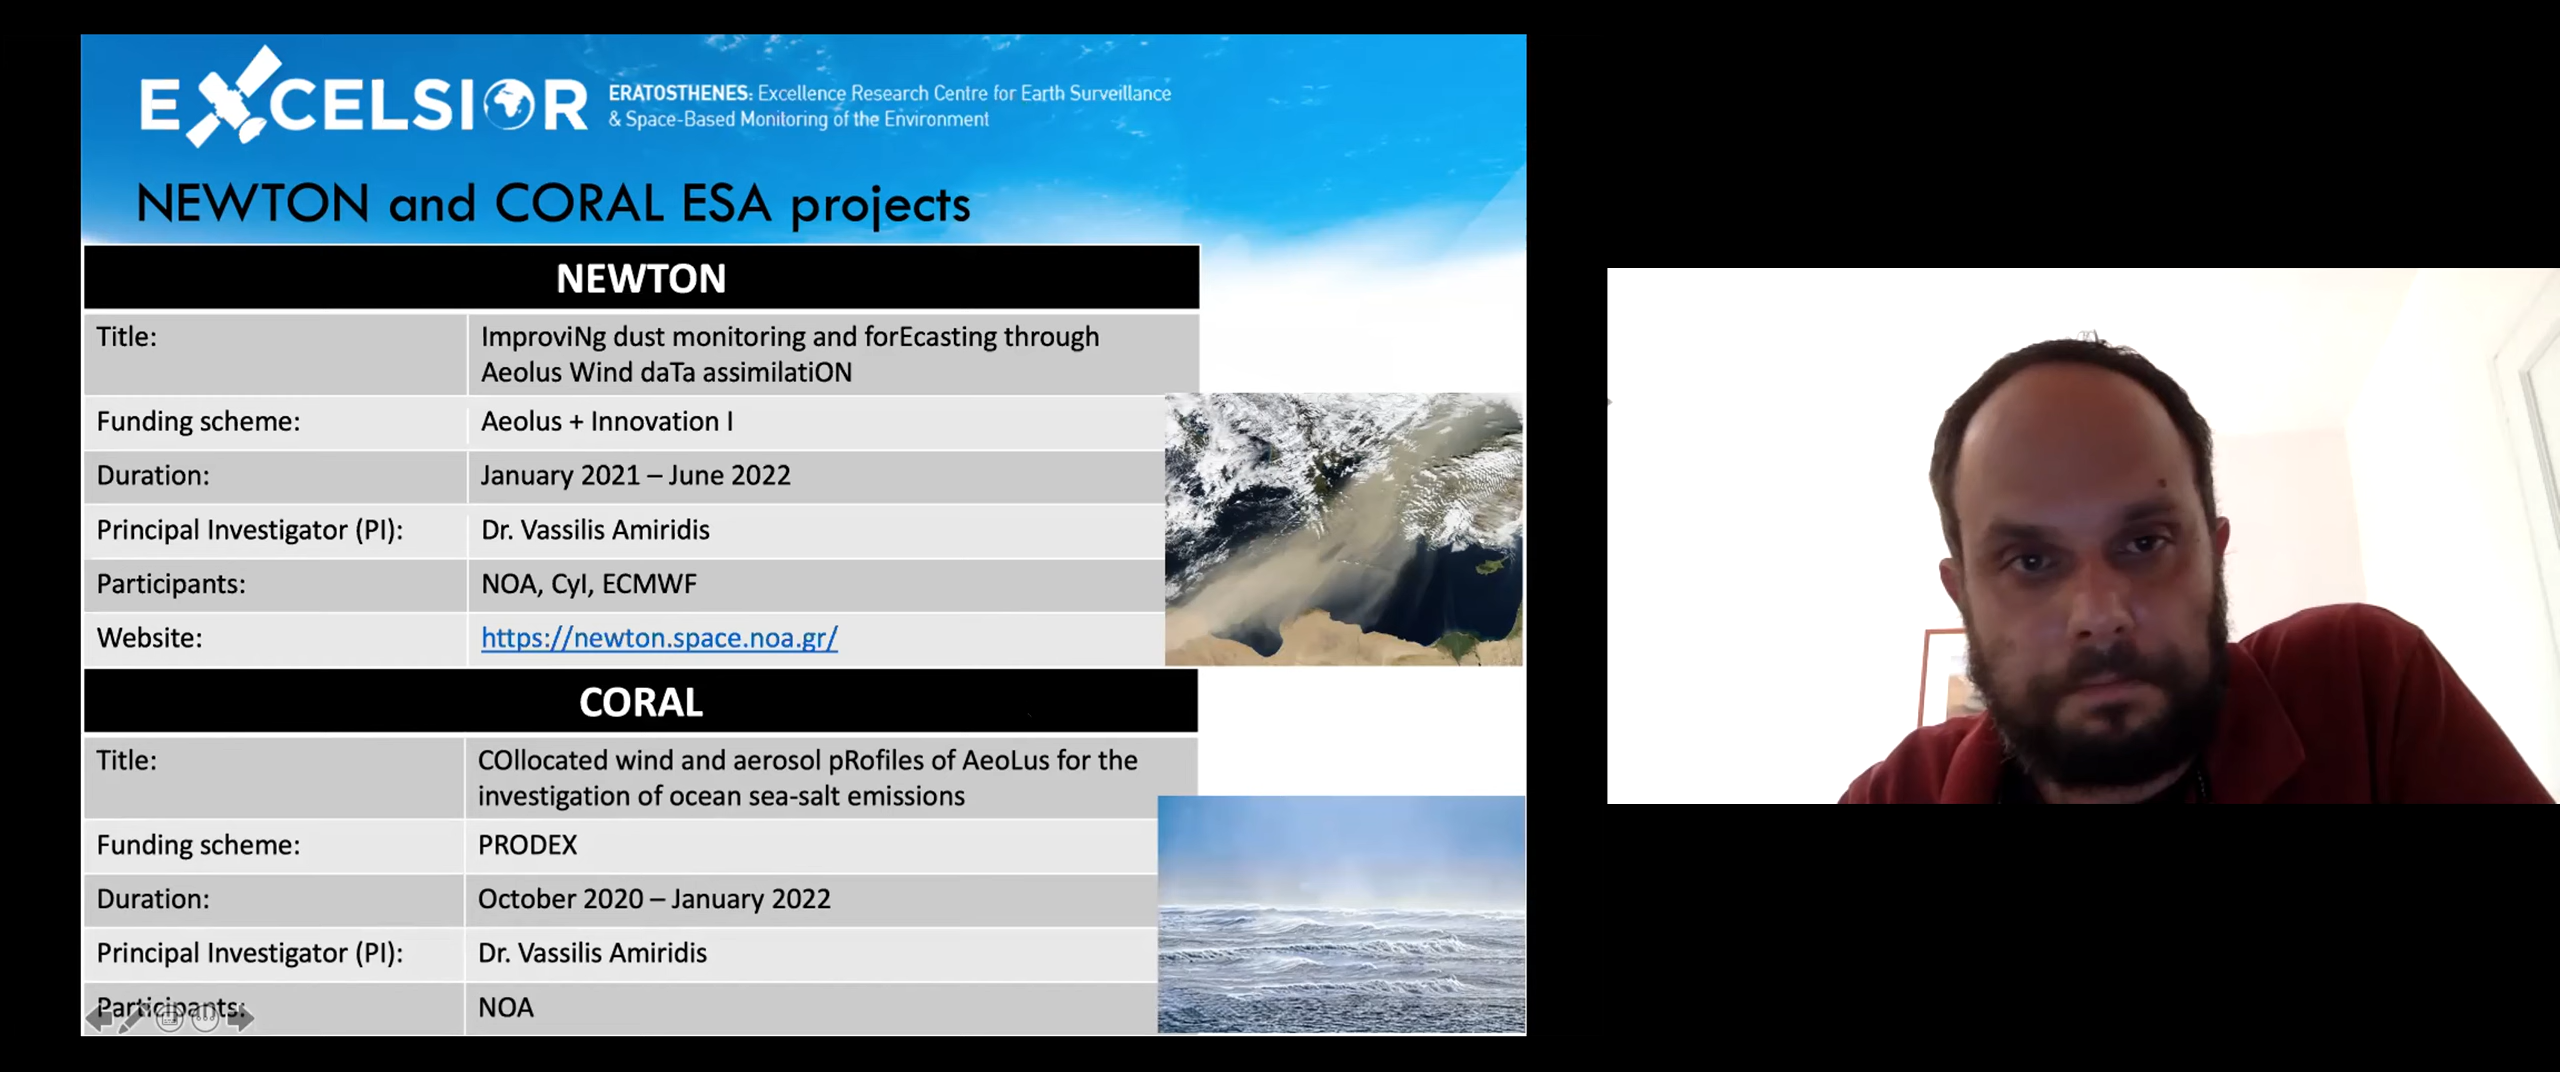 EXCELSIOR
ERATOSTHENES: Excellence Research Centre for Earth Surveillance
& Space-Based Monitoring of the Environment
NEWTON and CORAL ESA projects
NEWTON
Title: ImproviNg dust monitoring and forEcasting through
Aeolus Wind daTa assimilatiON
Funding scheme: Aeolus + Innovation I
Duration: January 2021 – June 2022
Principal Investigator (PI): Dr. Vassilis Amiridis
Participants: NOA, CyI, ECMWF
Website: https://newton.space.noa.gr/
CORAL
Title: COllocated wind and aerosol pRofiles of AeoLus for the
investigation of ocean sea-salt emissions
Funding scheme: PRODEX
Duration: October 2020 – January 2022
Principal Investigator (PI): Dr. Vassilis Amiridis
Participants: NOA